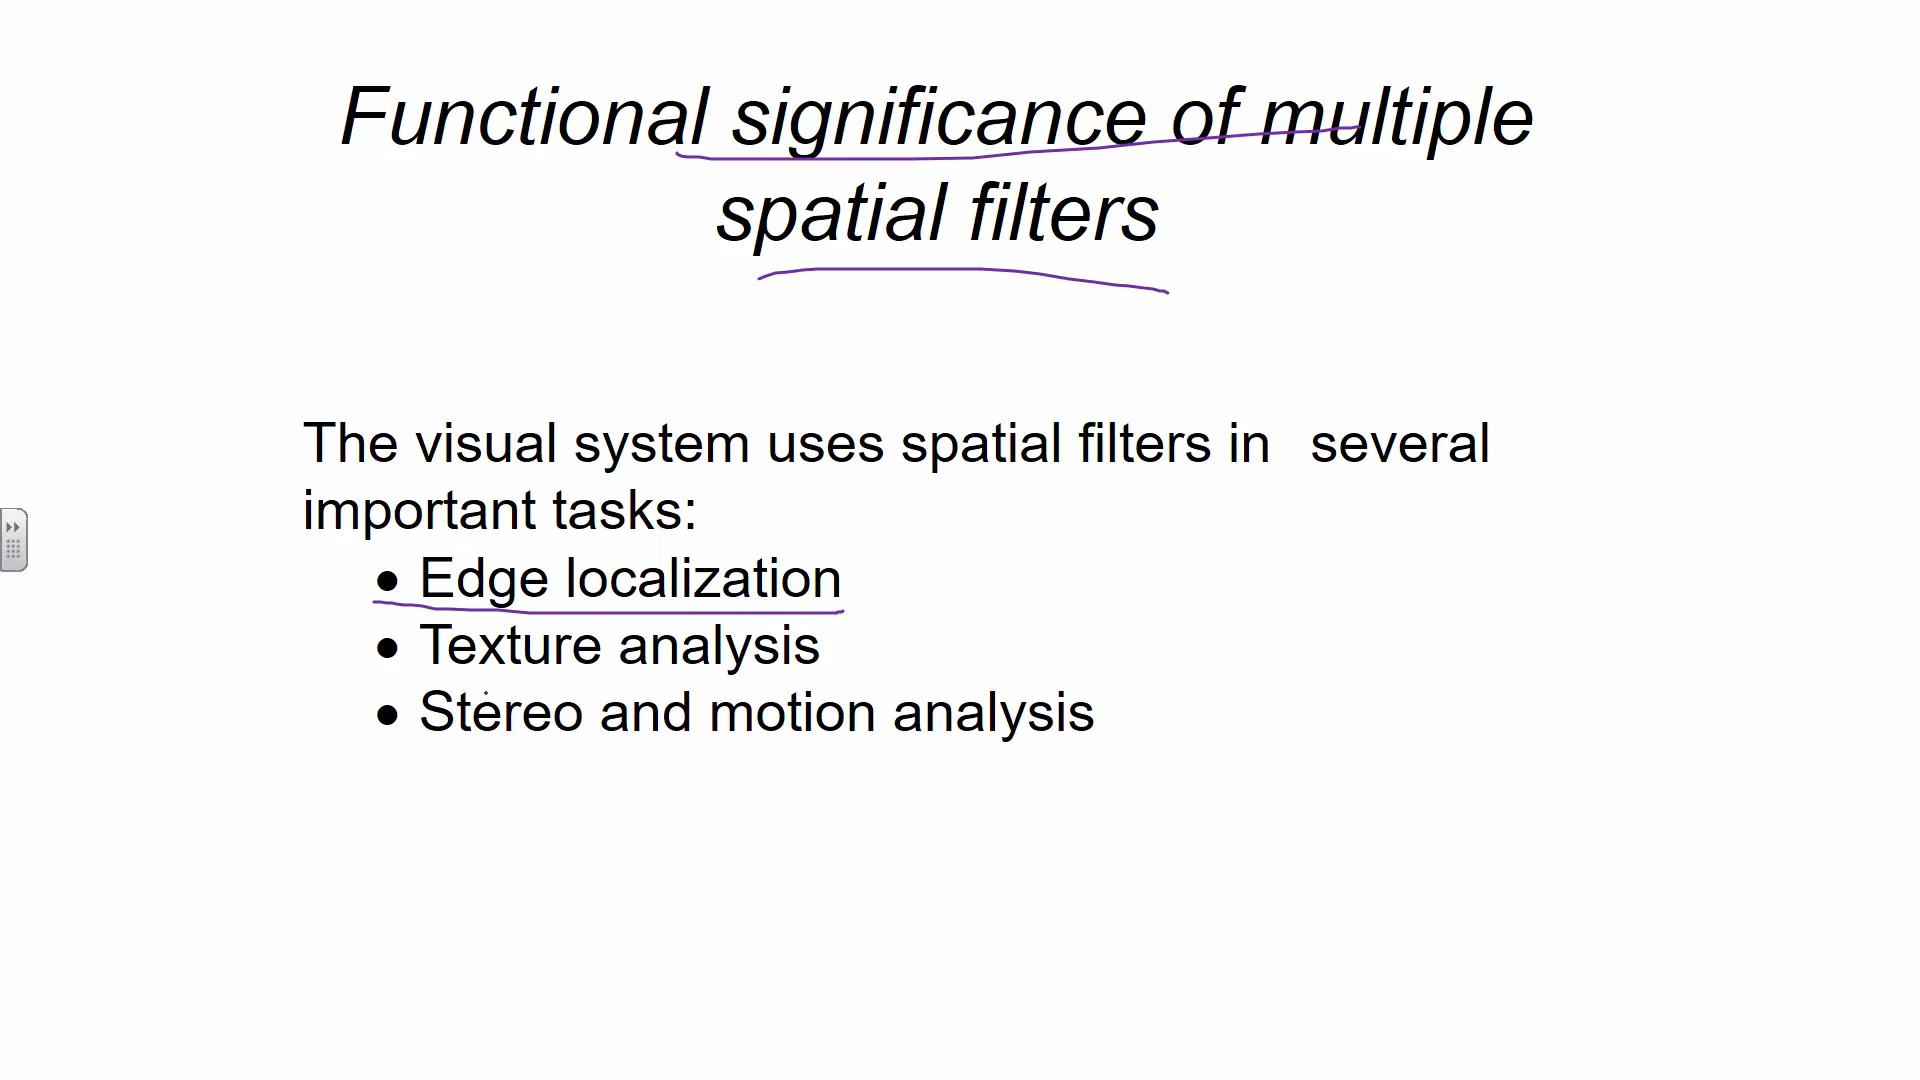 Functional significance of multiple
spatial filters
The visual system uses spatial filters in several
important tasks:
● Edge localization
● Texture analysis
● Stereo and motion analysis